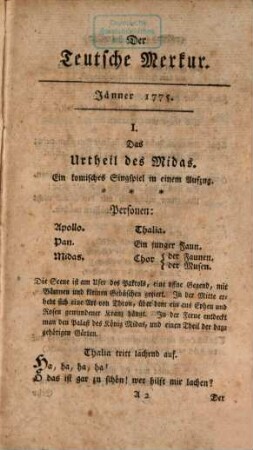 Der
Teutsche Merkur.
Jänner 1775.
I.
Das
Urtheil des Midas.
Ein komisches Singspiel in einem Aufzug.
* * *
Personen:
Apollo. Thalia.
Pan. Ein junger Faun.
Midas. Chor { der Faunen.
{ der Musen.
Die Scene ist am Ufer des Paktols, eine offne Gegend, mit
Bäumen und kleinen Gebüschen geziert. In der Mitte er-
hebt sich eine Art von Thron, über dem ein aus Ephen und
Rosen gewundener Kranz hängt. In der Ferne entdeckt
man den Palast des König Midas, und einen Theil der dazu
gehörigen Gärten.
Thalia tritt lachend auf.
Ha, ha, ha, ha!
O das ist gar zu schön! wer hilft mir lachen?
A 2 Der